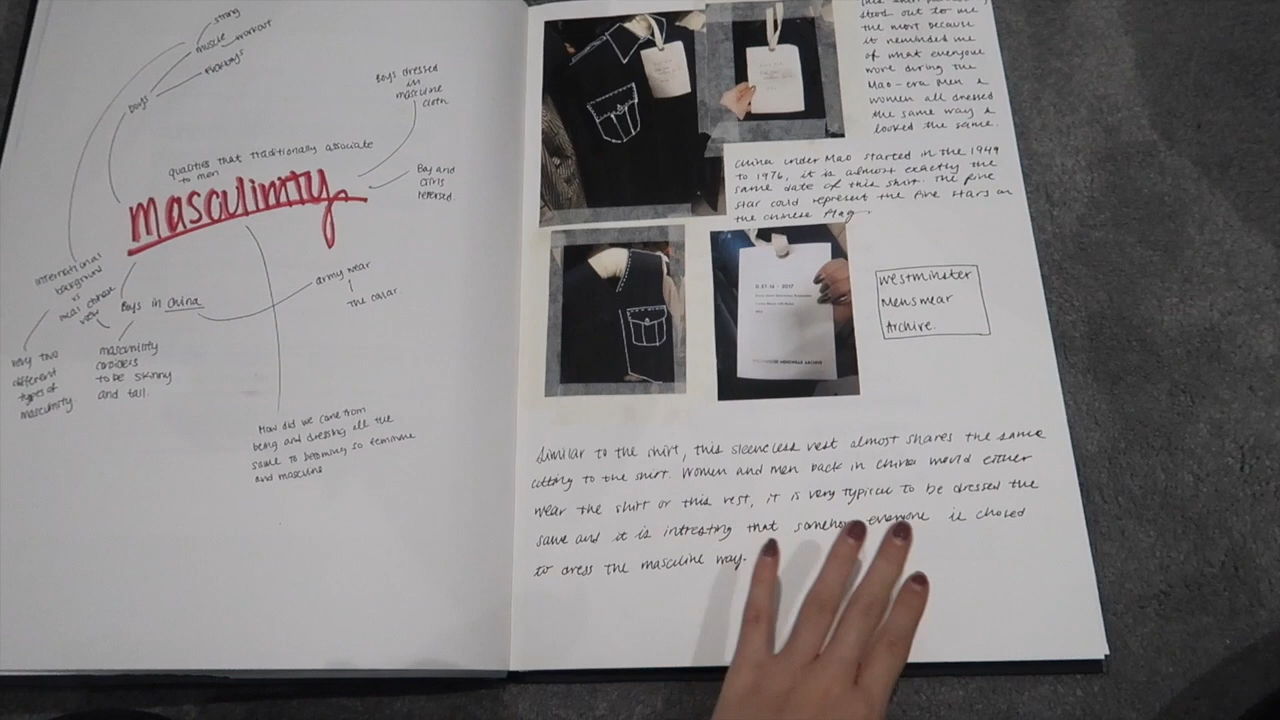 strong
muscle
workout
Playboys
Boys
Boys dressed
in
masculine
cloth
qualities that traditionally associate
to men
masculinity
Boy and
Girls
reversed.
international
background
vs
local chinese
view
Boys in china
army wear
the collar.
very two
different
types of
masculinity.
masculinity
considers
to be skinny
and tall.
How did we come from
being and dressing all the
same to becoming so feminine
and masculine
stood out to me
the most because
it reminded me
of what everyone
wore during the
Mao-era Men &
women all dressed
the same way &
looked the same.
China under Mao started in the 1949
to 1976, it is almost exactly the
same date of this shirt. The five
star could represent the five stars on
the chinese flag.
2017
WESTMINSTER MENSWEAR ARCHIVE
Westminster
Menswear
Archive.
Similar to the shirt, this sleeveless vest almost shares the same
cutting to the shirt. Women and men back in China would either
wear the shirt or this vest, it is very typical to be dressed the
same and it is intresting that somehow everyone is
to dress the masculine way.